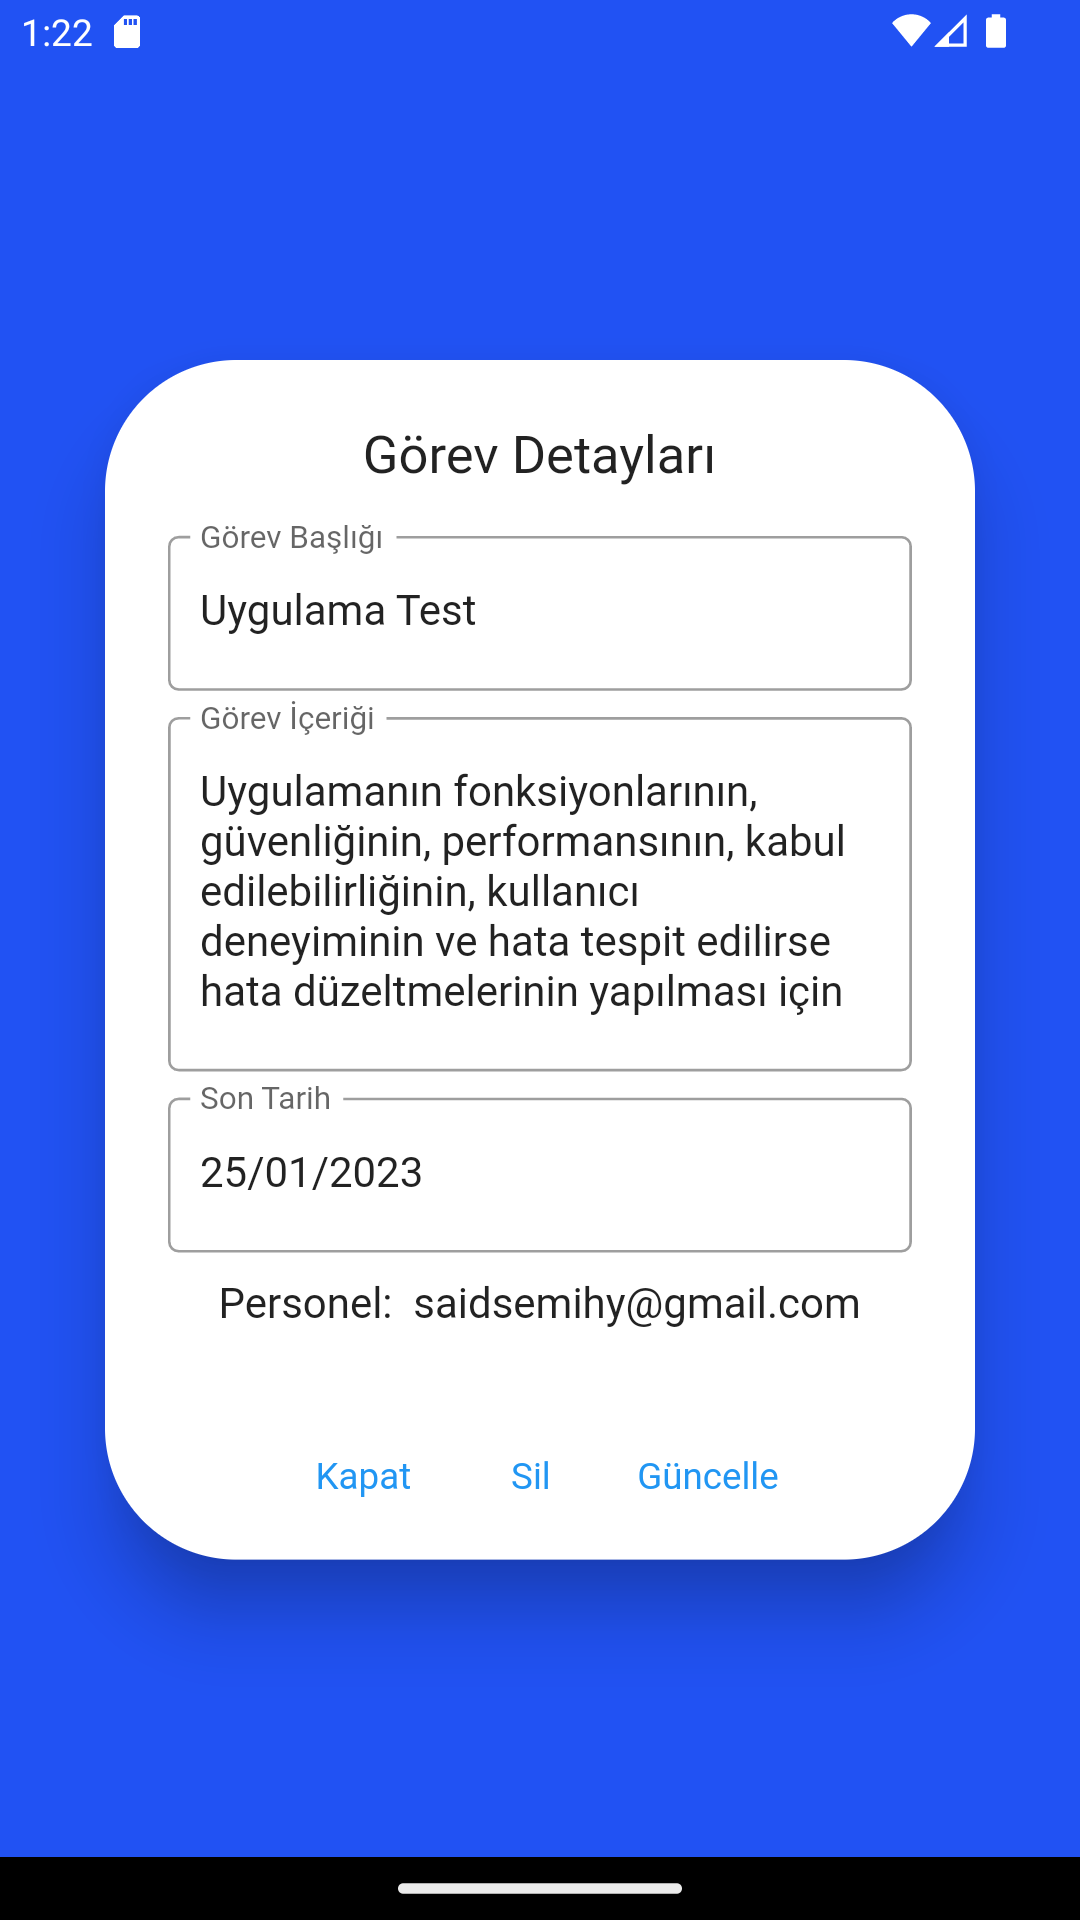 1:22
Görev Detayları
Görev Başlığı
Uygulama Test
Görev İçeriği
Uygulamanın fonksiyonlarının,
güvenliğinin, performansının, kabul
edilebilirliğinin, kullanıcı
deneyiminin ve hata tespit edilirse
hata düzeltmelerinin yapılması için
Son Tarih
25/01/2023
Personel: saidsemihy@gmail.com
Kapat Sil Güncelle